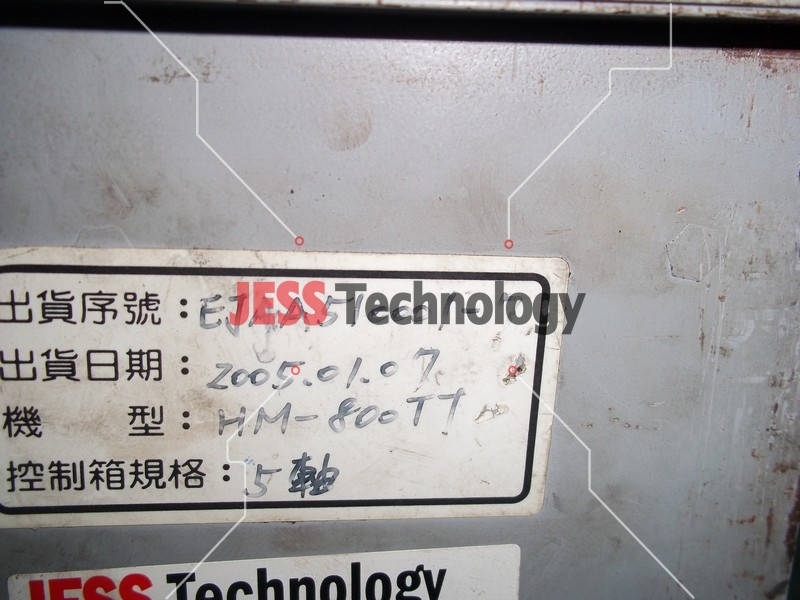 JESS Technology
出貨序號：
出貨日期：2005.01.07
機型：HM-800TT
控制箱規格：5軸
JESS Technology